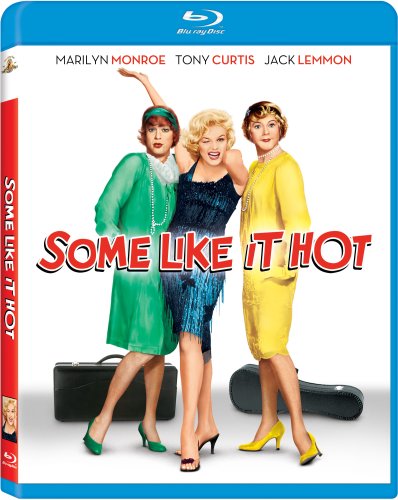 Blu-ray Disc
MARILYN MONROE TONY CURTIS JACK LEMMON
SOME LIKE iT HOT
SOME LIKE iT HOT